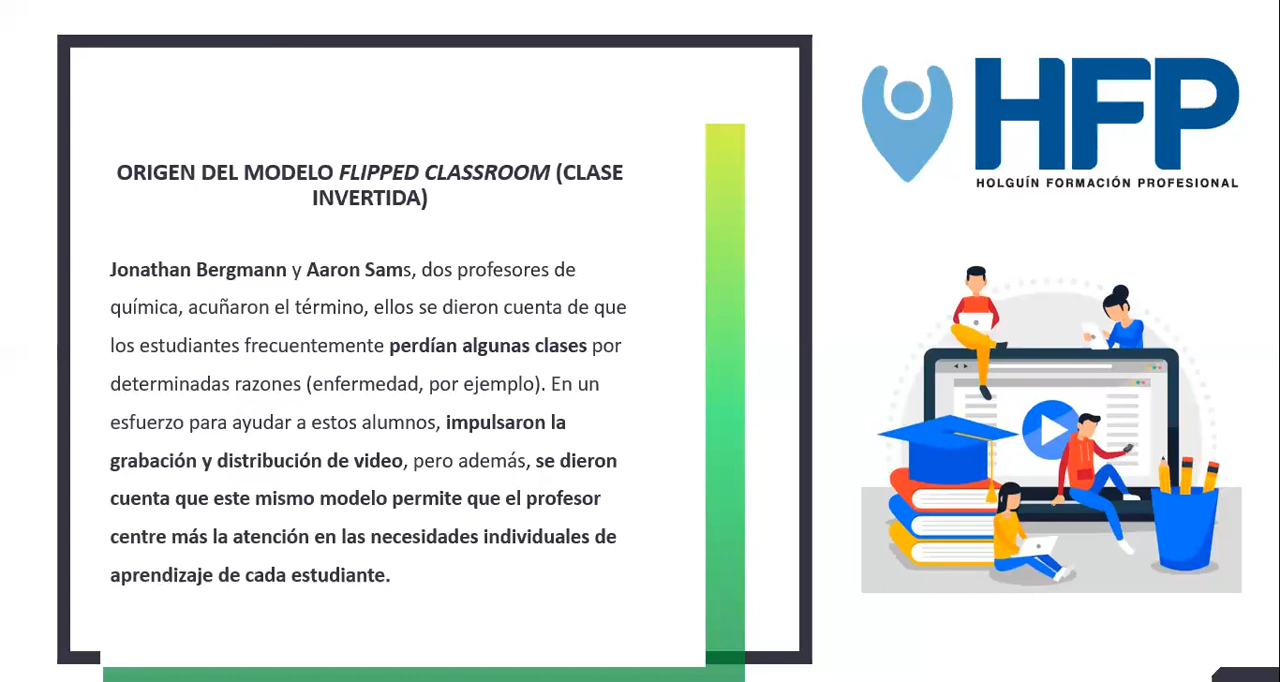 ORIGEN DEL MODELO FLIPPED CLASSROOM (CLASE
INVERTIDA)
Jonathan Bergmann y Aaron Sams, dos profesores de
química, acuñaron el término, ellos se dieron cuenta de que
los estudiantes frecuentemente perdían algunas clases por
determinadas razones (enfermedad, por ejemplo). En un
esfuerzo para ayudar a estos alumnos, impulsaron la
grabación y distribución de video, pero además, se dieron
cuenta que este mismo modelo permite que el profesor
centre más la atención en las necesidades individuales de
aprendizaje de cada estudiante.
HFP
HOLGUÍN FORMACIÓN PROFESIONAL